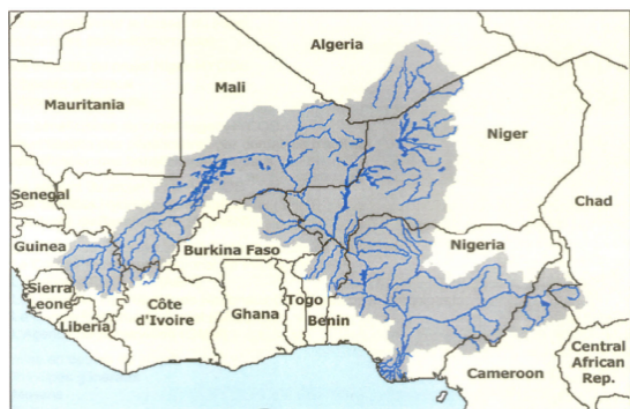 Algeria
Mauritania
Mali
Niger
Senegal
Chad
Guinea
Burkina Faso
Nigeria
Sierra
Leone
Côte
d'Ivoire
Ghana
Togo
Benin
Liberia
Cameroon
Central
African
Rep.